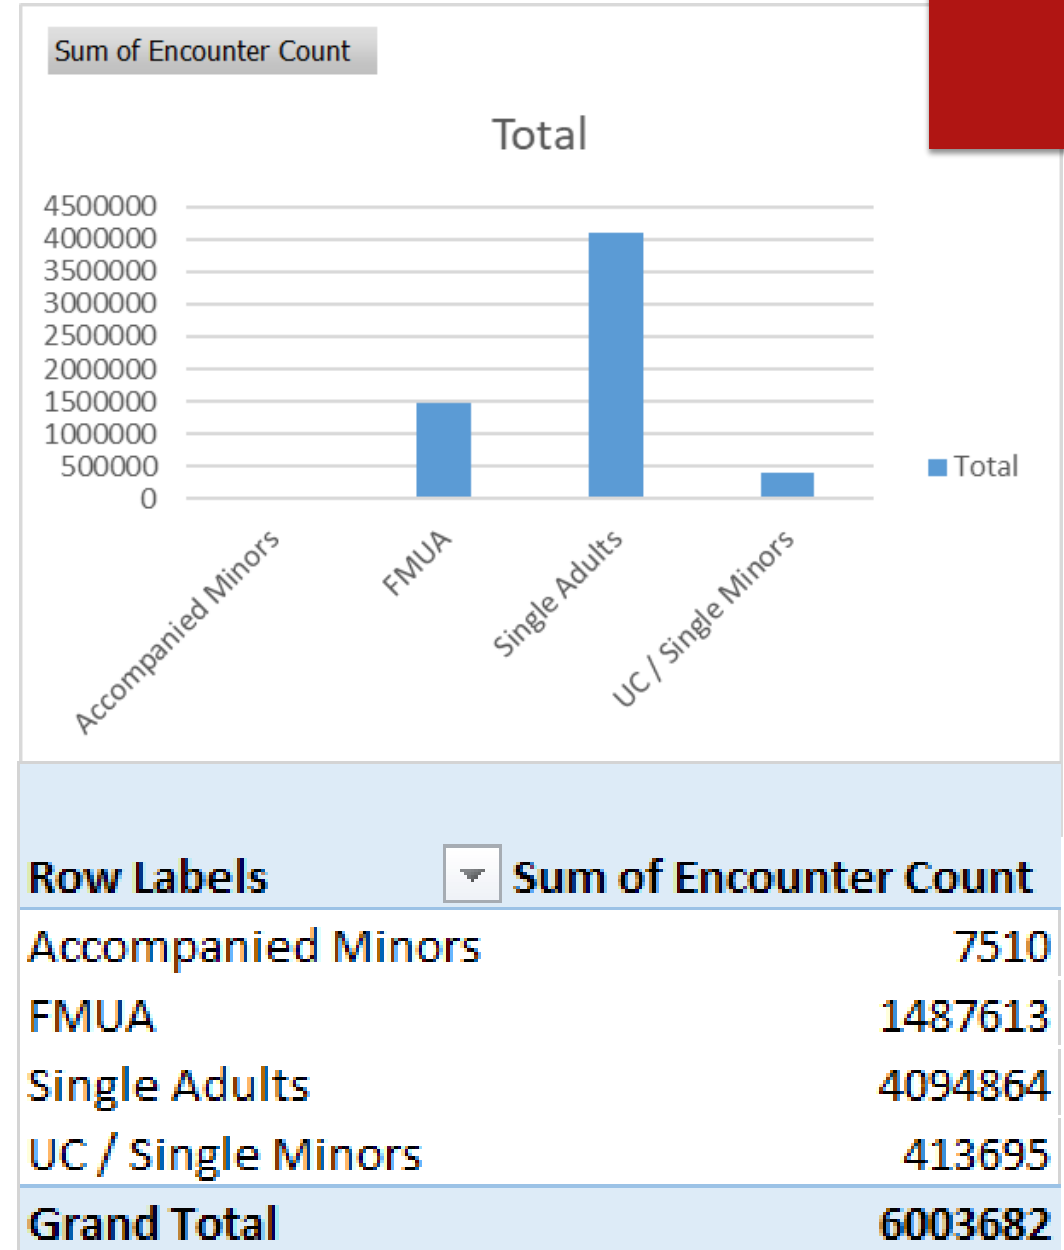 Sum of Encounter Count
Total
4500000
4000000
3500000
3000000
2500000
2000000
1500000
1000000
500000
0
Total
Accompanied Minors
FMUA
Single Adults
UC / Single Minors
Row Labels Sum of Encounter Count
Accompanied Minors 7510
FMUA 1487613
Single Adults 4094864
UC / Single Minors 413695
Grand Total 6003682